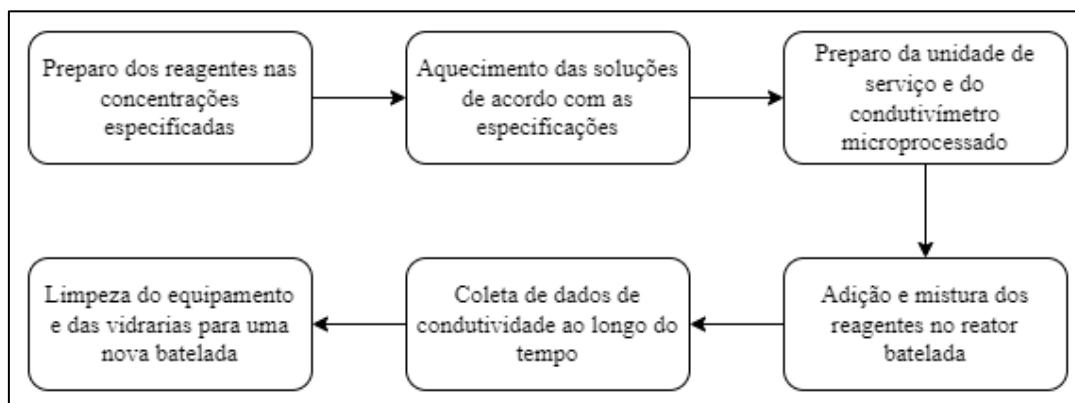 Preparo dos reagentes nas
concentrações
especificadas
Aquecimento das soluções
de acordo com as
especificações
Preparo da unidade de
serviço e do
condutivímetro
microprocessado
Adição e mistura dos
reagentes no reator
batelada
Coleta de dados de
condutividade ao longo do
tempo
Limpeza do equipamento
e das vidrarias para uma
nova batelada